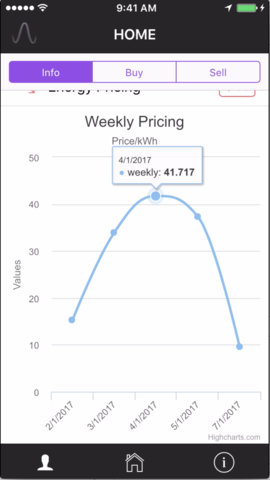 9:41 AM
HOME
Info Buy Sell
Energy Pricing
Weekly Pricing
Price/kWh
4/1/2017
weekly: 41.717
50
40
30
20
10
0
Values
2/1/2017 3/1/2017 4/1/2017 5/1/2017 7/1/2017
Highcharts.com